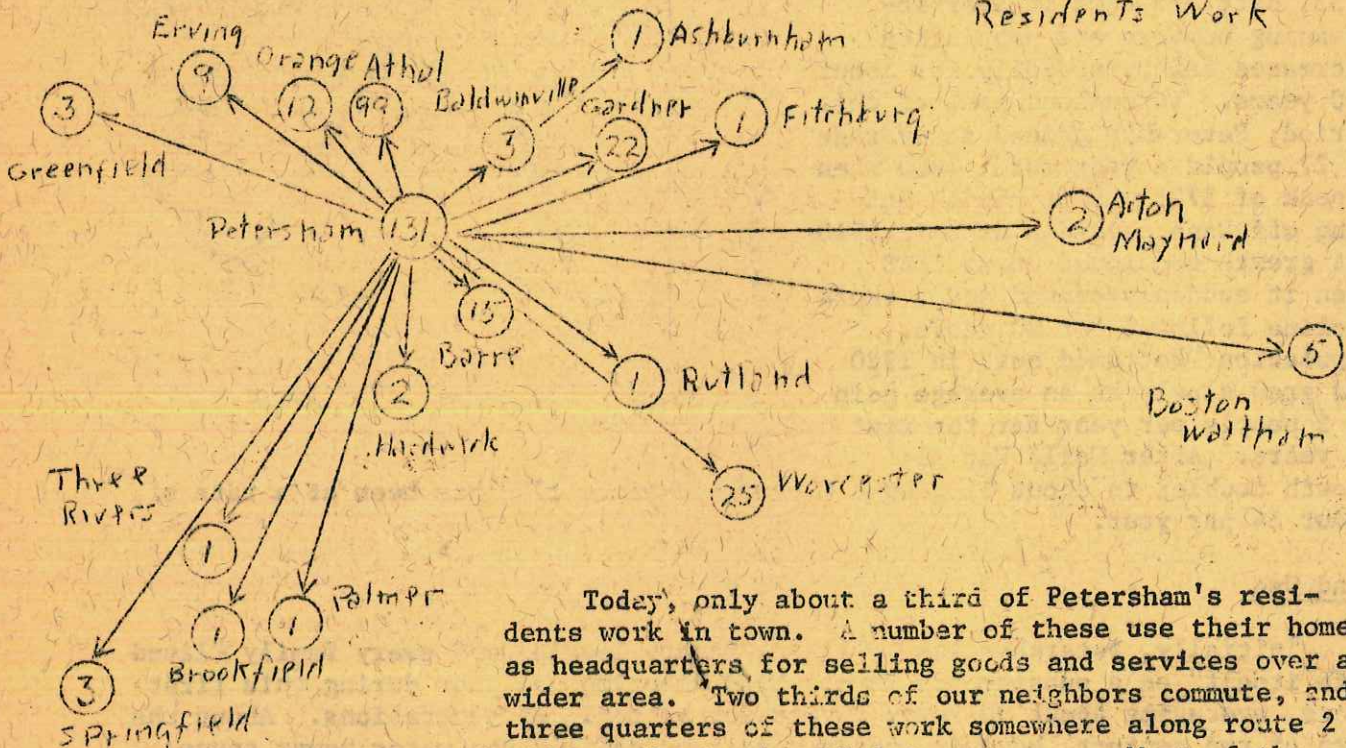 Residents Work
Erving
9
Orange
12
Athol
99
Baldwinville
3
1 Ashburnham
Gardner
22
1 Fitchburg
3
Greenfield
Petersham 131
2 Acton
Maynard
15
Barre
2
Hardwick
1 Rutland
5
Boston
Waltham
25 Worcester
Three
Rivers
1
1
Brookfield
1
Palmer
3
Springfield
Today, only about a third of Petersham's resi-
dents work in town. A number of these use their home
as headquarters for selling goods and services over a
wider area. Two thirds of our neighbors commute, and
three quarters of these work somewhere along route 2